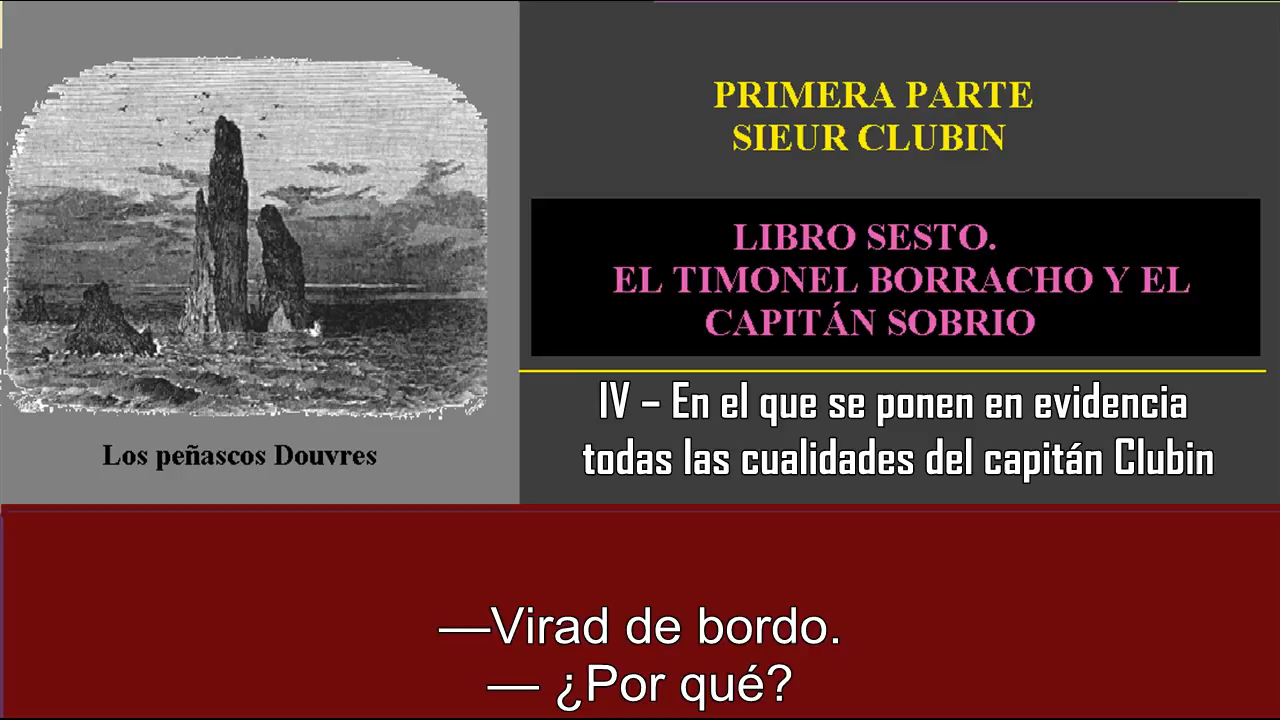 PRIMERA PARTE
SIEUR CLUBIN
LIBRO SESTO.
EL TIMONEL BORRACHO Y EL
CAPITÁN SOBRIO
IV – En el que se ponen en evidencia
todas las cualidades del capitán Clubin
Los peñascos Douvres
—Virad de bordo.
— ¿Por qué?